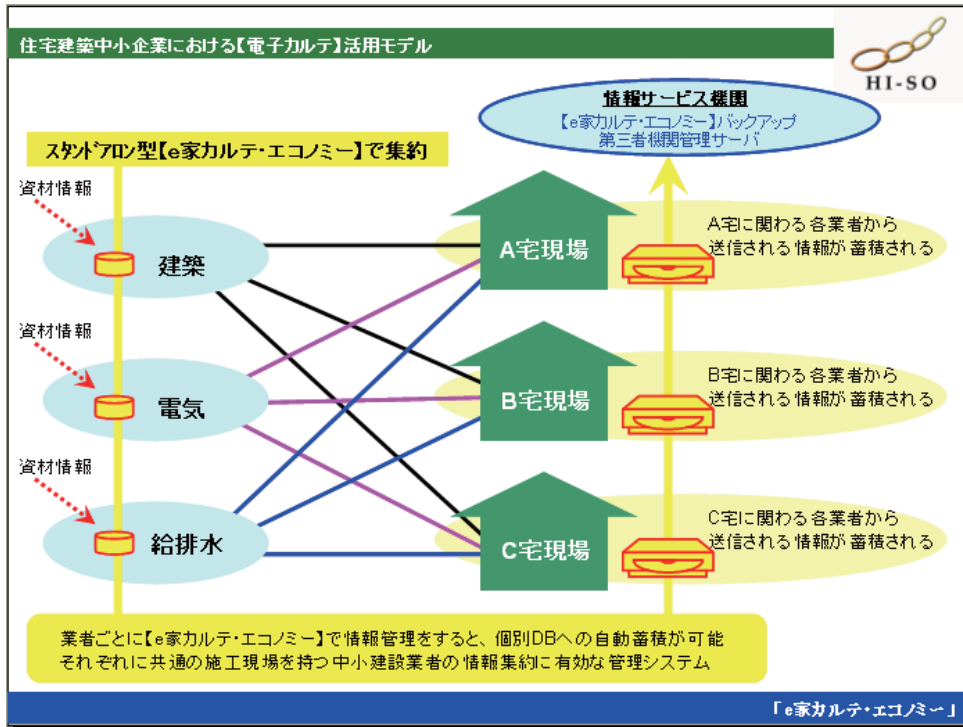 住宅建築中小企業における【電子カルテ】活用モデル
HI-SO
情報サービス機関
【e家カルテ・エコノミー】バックアップ
第三者機関管理サーバ
スタンドアロン型【e家カルテ・エコノミー】で集約
資材情報
建築
A宅現場
A宅に関わる各業者から
送信される情報が蓄積される
資材情報
電気
B宅現場
B宅に関わる各業者から
送信される情報が蓄積される
資材情報
給排水
C宅現場
C宅に関わる各業者から
送信される情報が蓄積される
業者ごとに【e家カルテ・エコノミー】で情報管理をすると、個別DBへの自動蓄積が可能
それぞれに共通の施工現場を持つ中小建設業者の情報集約に有効な管理システム
「e家カルテ・エコノミー」